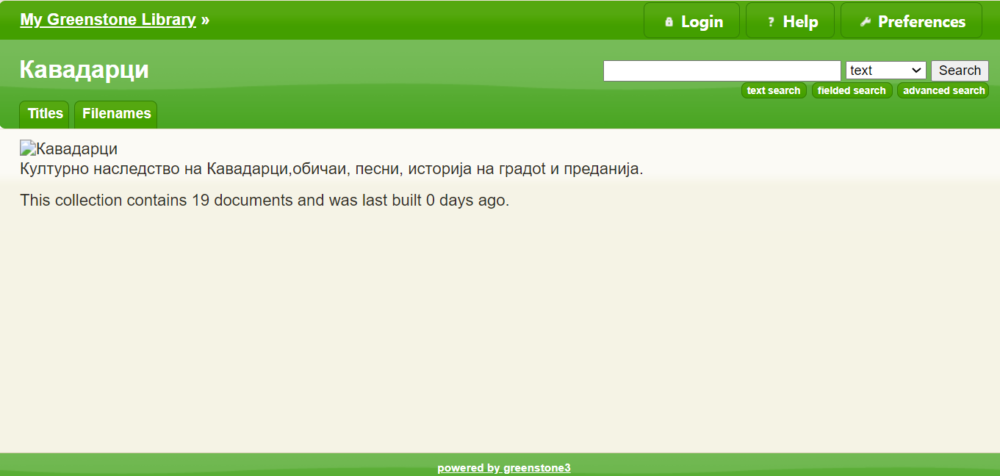 My Greenstone Library »
Login
Help
Preferences
Кавадарци
text
Search
text search
fielded search
advanced search
Titles
Filenames
Кавадарци
Културно наследство на Кавадарци,обичаи, песни, историја на градот и преданија.
This collection contains 19 documents and was last built 0 days ago.
powered by greenstone3